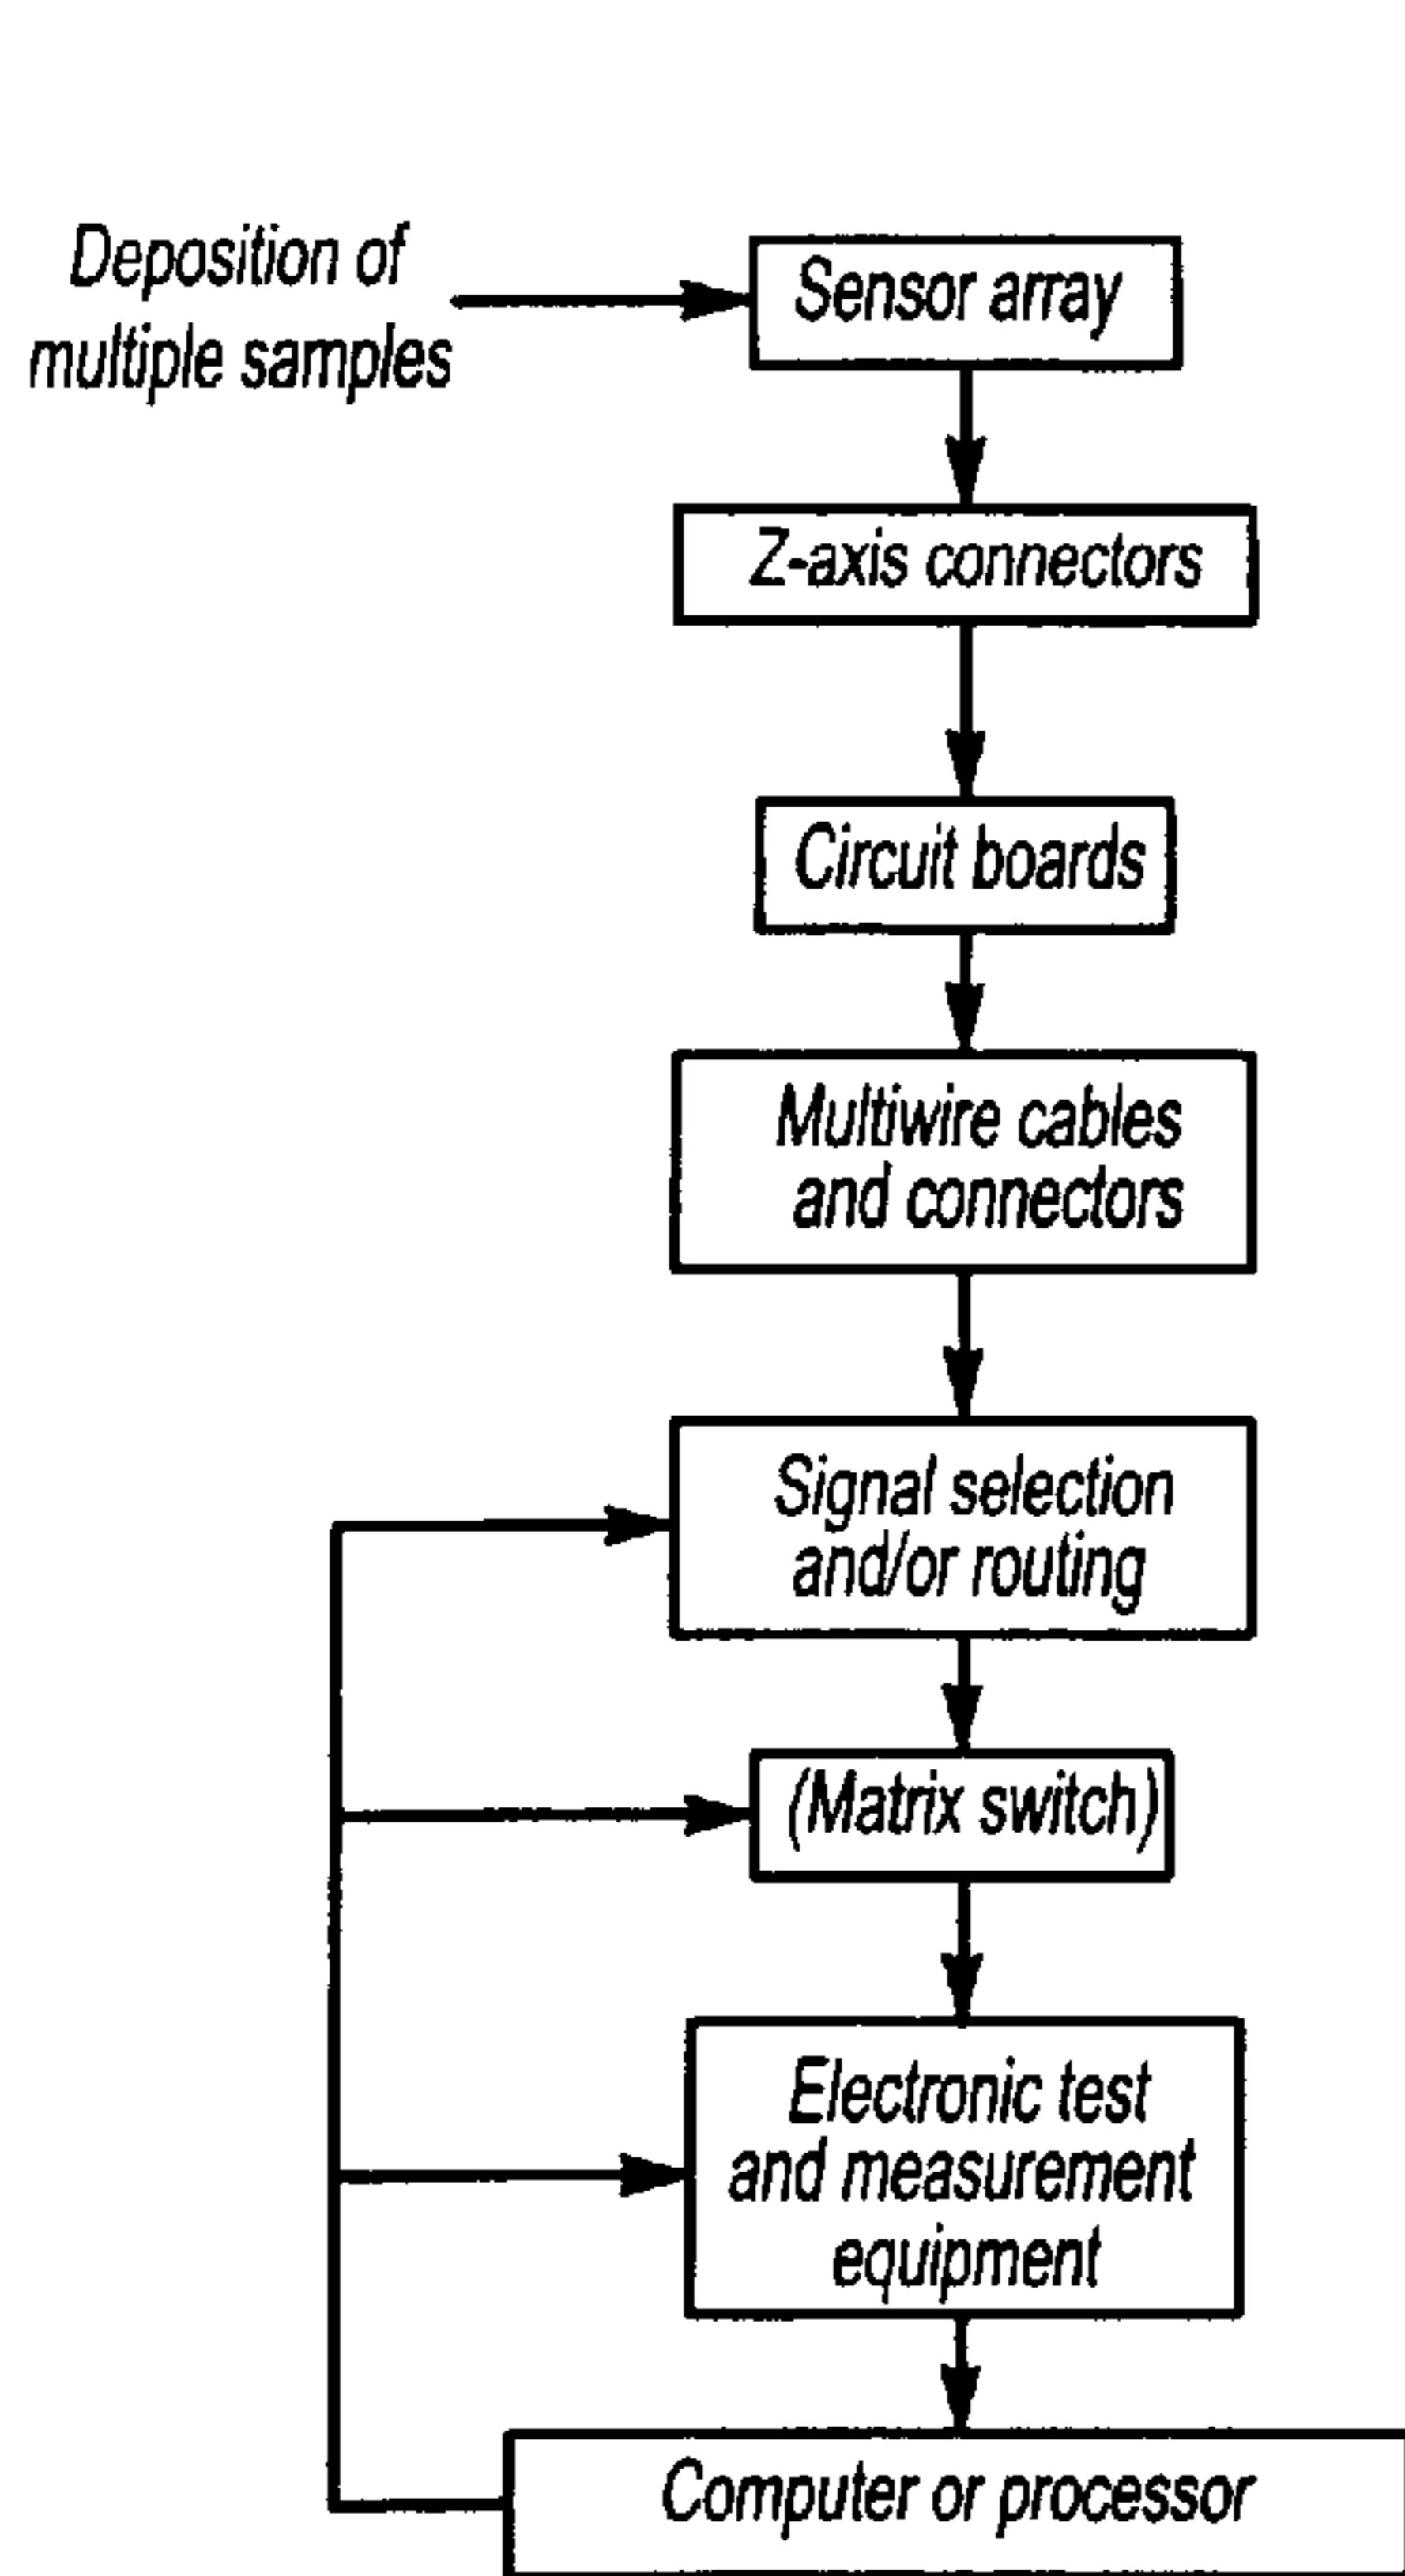 Deposition of
multiple samples
Sensor array
Z-axis connectors
Circuit boards
Multiwire cables
and connectors
Signal selection
and/or routing
(Matrix switch)
Electronic test
and measurement
equipment
Computer or processor